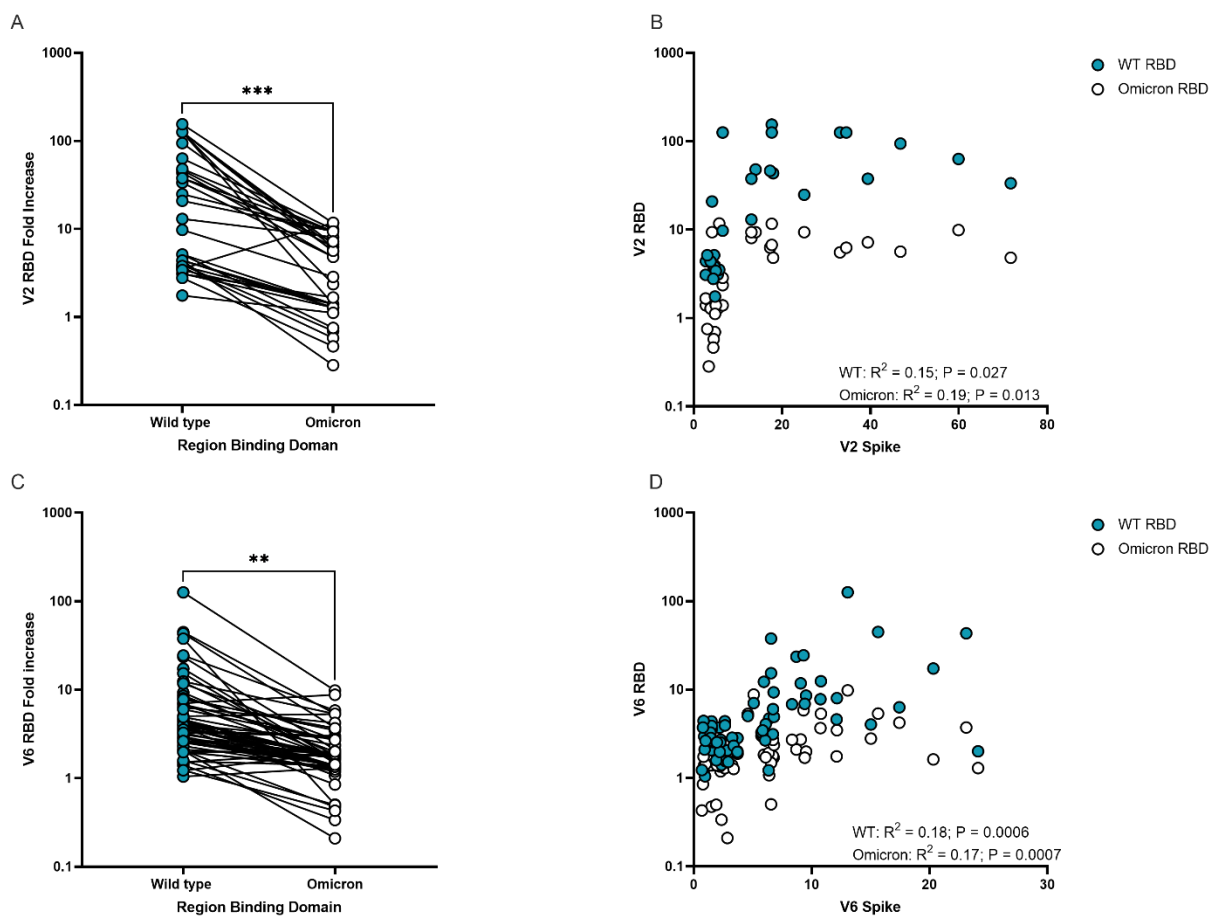 A
1000
100
10
1
0.1
V2 RBD Fold Increase
***
Wild type
Omicron
Region Binding Doman
B
1000
100
10
1
0.1
V2 RBD
WT RBD
Omicron RBD
WT: R² = 0.15; P = 0.027
Omicron: R² = 0.19; P = 0.013
0
20
40
60
80
V2 Spike
C
1000
100
10
1
0.1
V6 RBD Fold increase
**
Wild type
Omicron
Region Binding Domain
D
1000
100
10
1
0.1
V6 RBD
WT RBD
Omicron RBD
WT: R² = 0.18; P = 0.0006
Omicron: R² = 0.17; P = 0.0007
0
10
20
30
V6 Spike